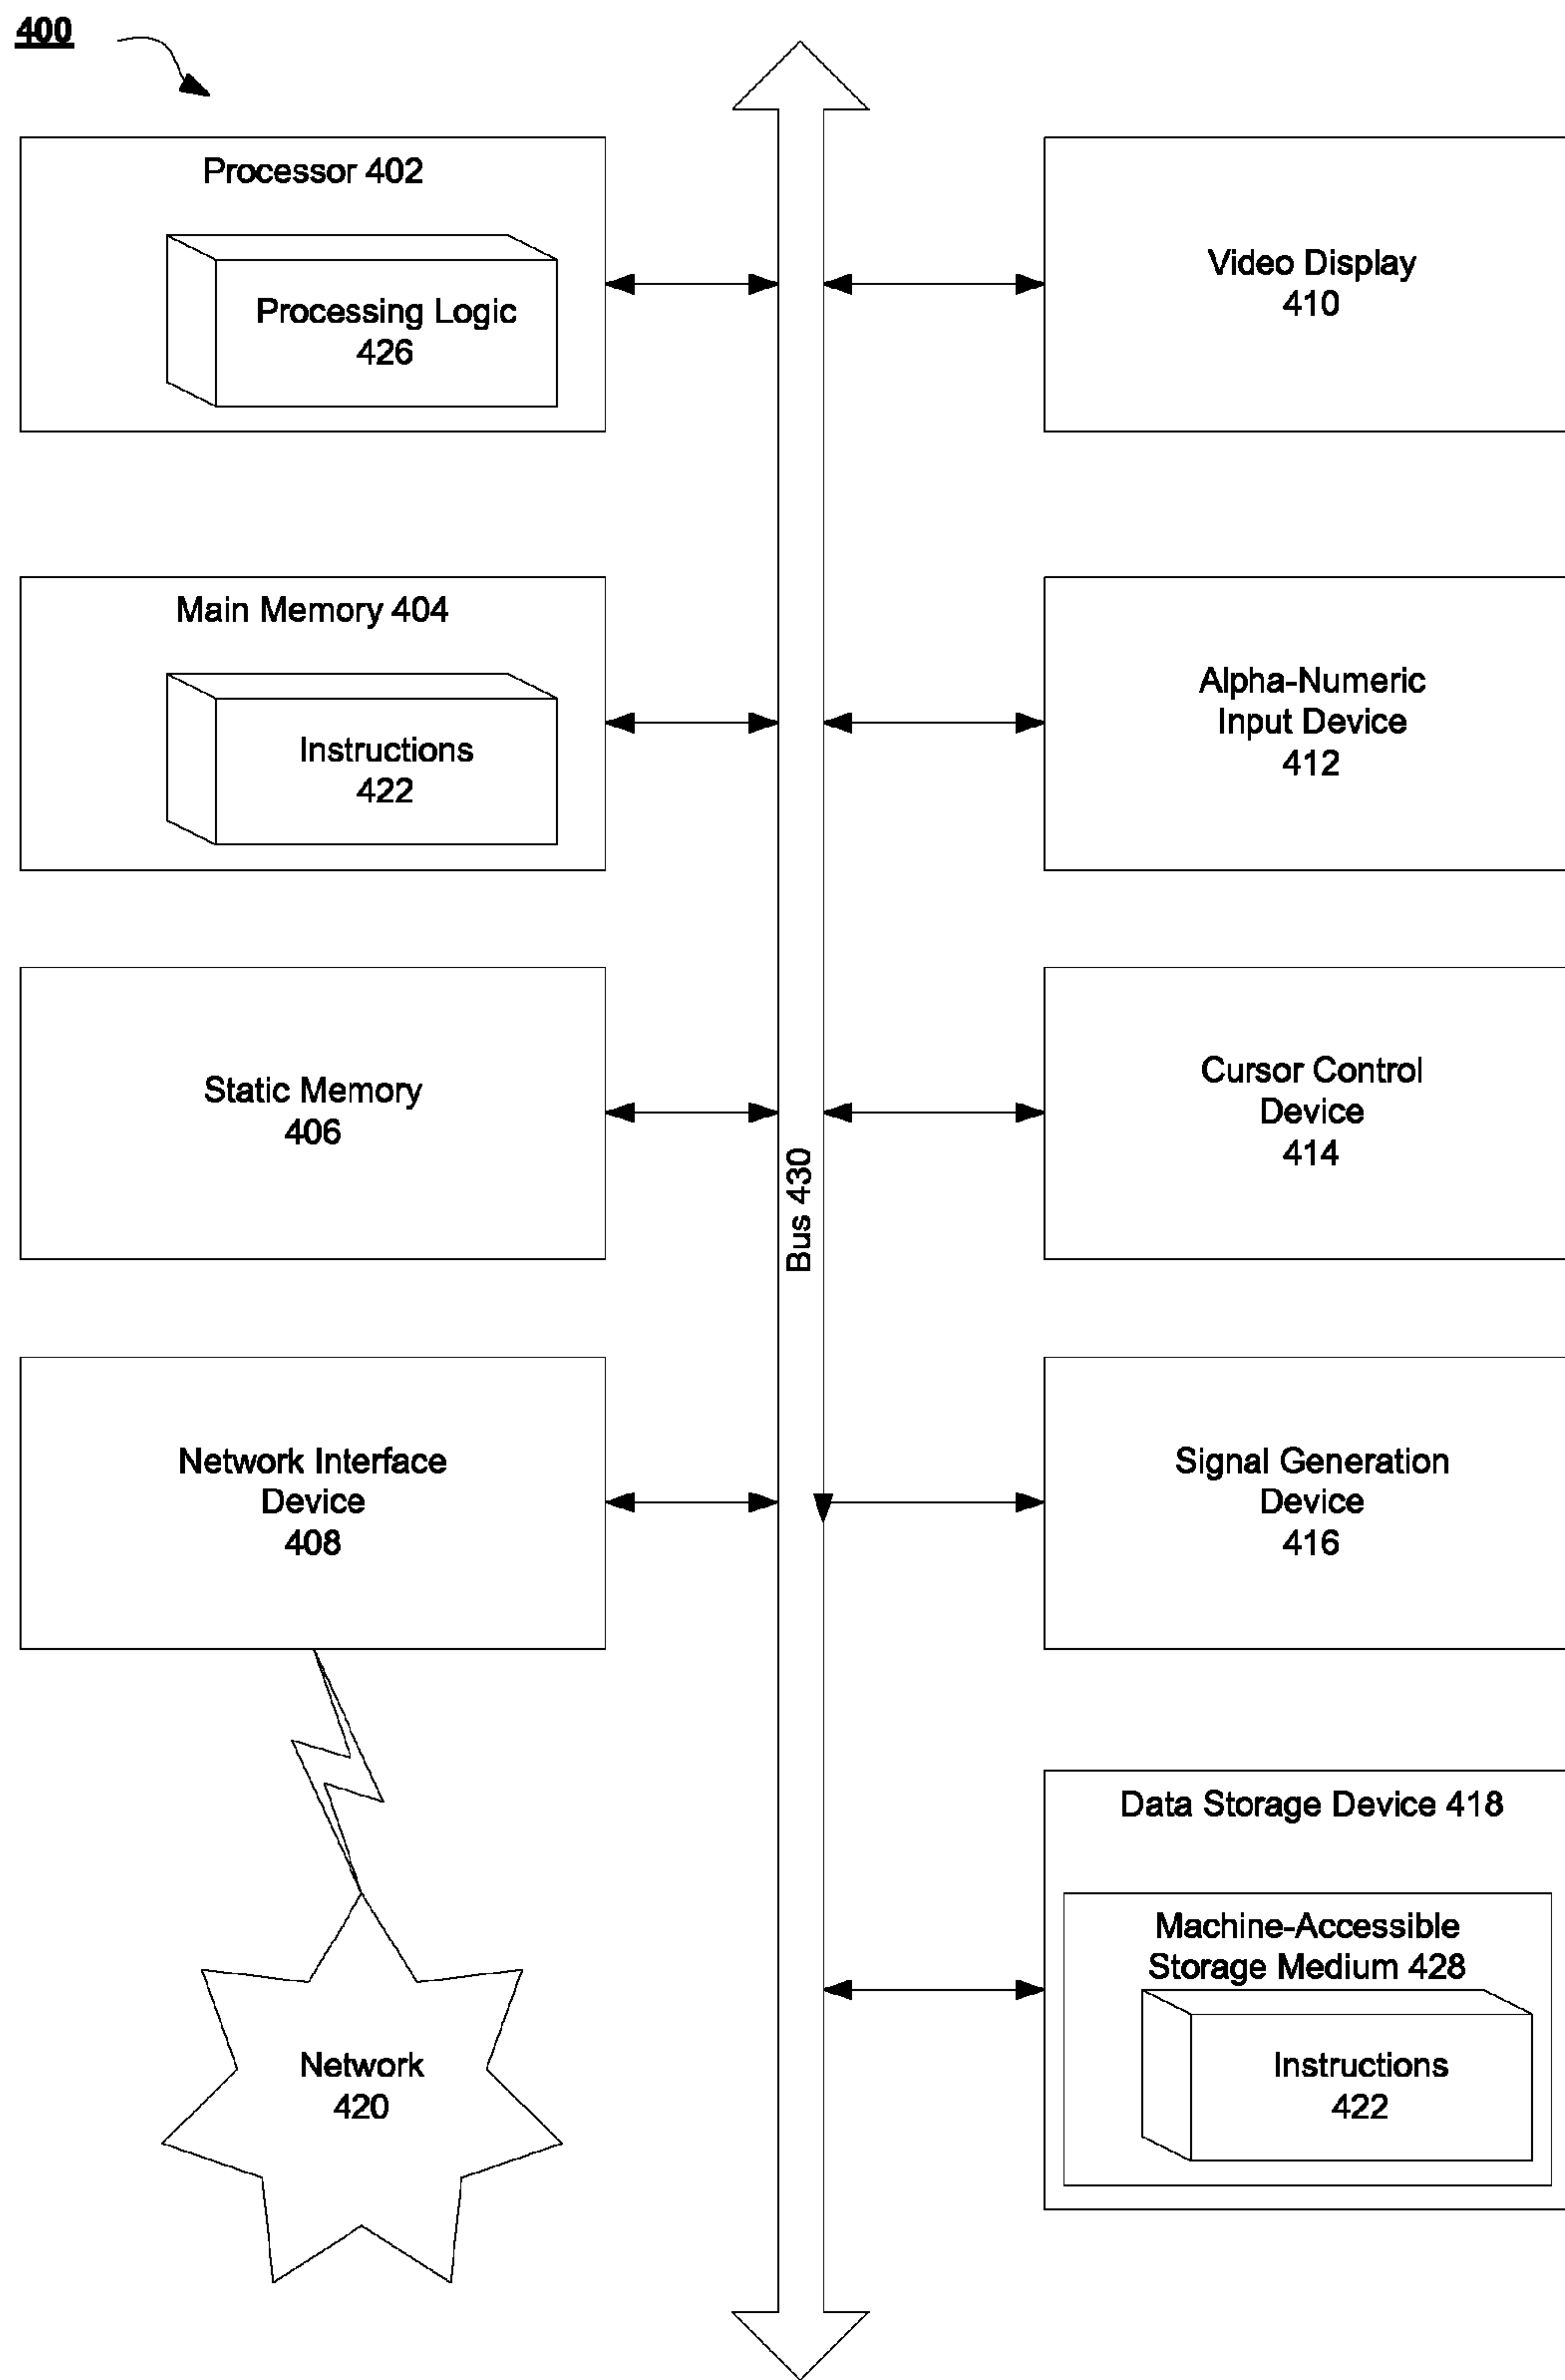 400
Processor 402
Processing Logic
426
Video Display
410
Main Memory 404
Instructions
422
Alpha-Numeric
Input Device
412
Static Memory
406
Cursor Control
Device
414
Bus 430
Network Interface
Device
408
Signal Generation
Device
416
Data Storage Device 418
Machine-Accessible
Storage Medium 428
Instructions
422
Network
420